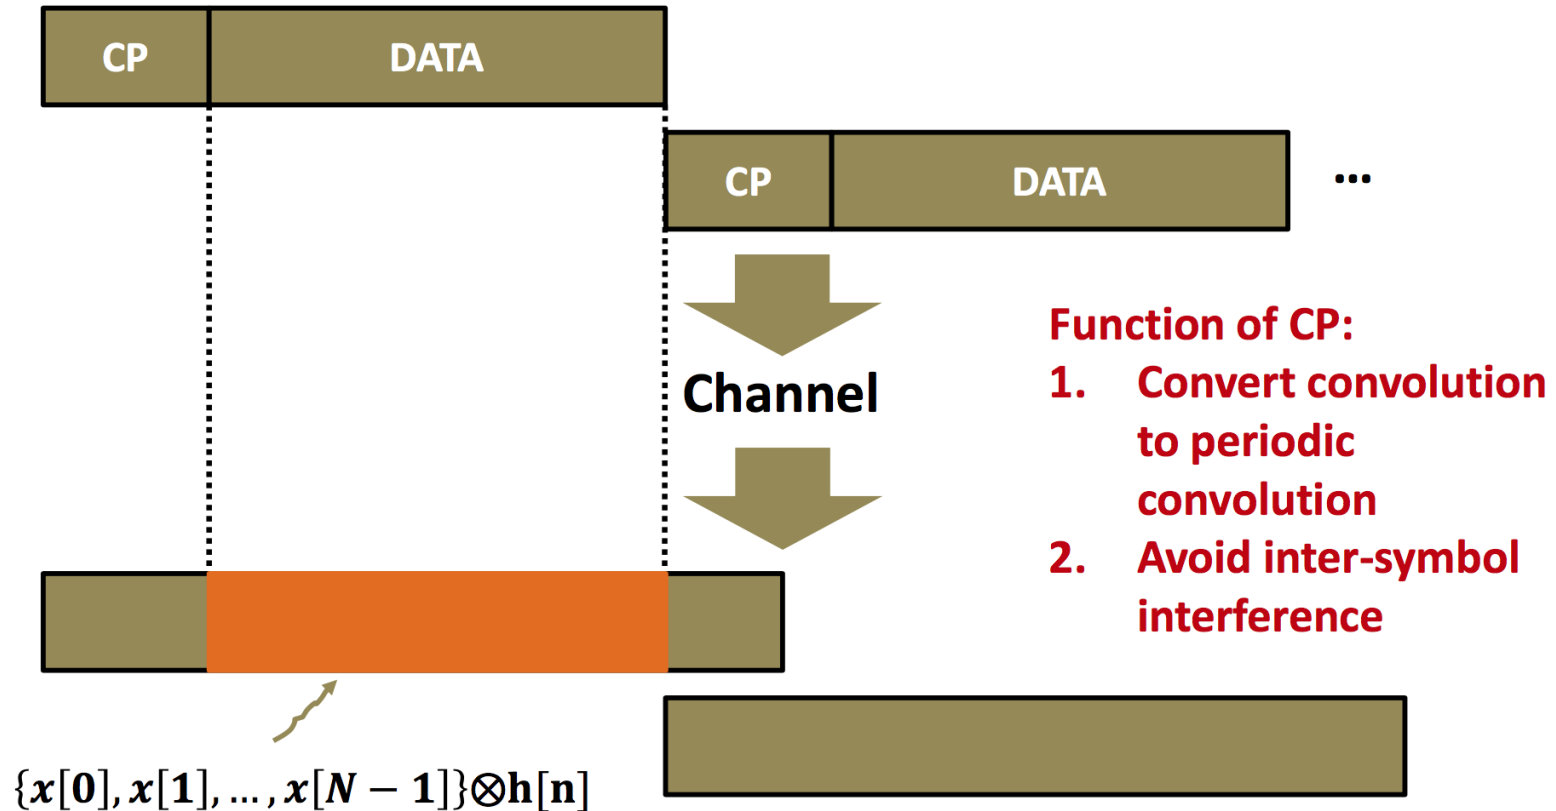 CP DATA
CP DATA ...
Channel
Function of CP:
1. Convert convolution
to periodic
convolution
2. Avoid inter-symbol
interference
{x[0], x[1], ..., x[N − 1]}⊗h[n]